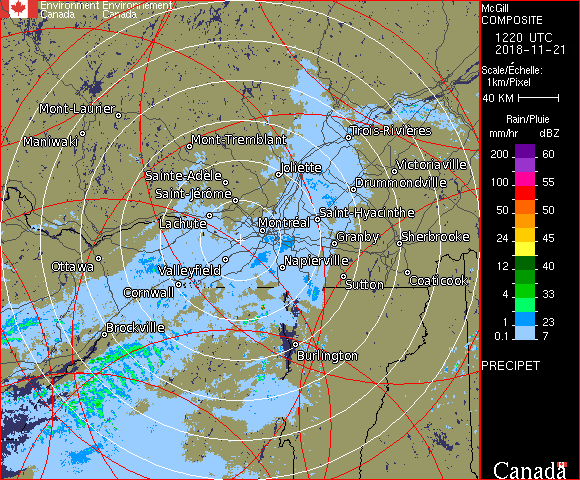 Environment Environnement
Canada Canada
McGill
COMPOSITE
1220 UTC
2018-11-21
Scale/Échelle:
1km/Pixel
40 KM
Rain/Pluie
mm/hr dBZ
200 60
100 55
50 50
24 45
12 40
4 33
1 23
0.1 7
PRECIPET
Canada
Mont-Laurier
Maniwaki
Mont-Tremblant
Trois-Rivières
Joliette
Victoriaville
Sainte-Adèle
Drummondville
Saint-Jérôme
Saint-Hyacinthe
Lachute
Montréal
Granby
Sherbrooke
Ottawa
Valleyfield
Napierville
Coaticook
Sutton
Cornwall
Brockville
Burlington